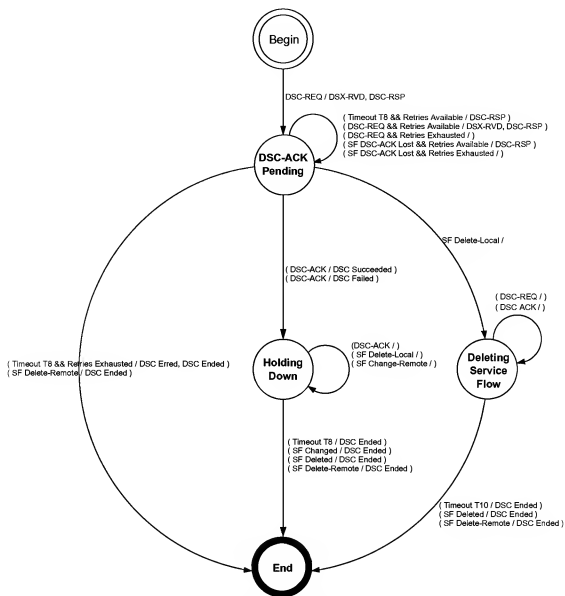 Begin
DSC-REQ / DSX-RVD, DSC-RSP
( Timeout T8 && Retries Available / DSC-RSP )
( DSC-REQ && Retries Available / DSX-RVD, DSC-RSP )
( DSC-REQ && Retries Exhausted / )
( SF DSC-ACK Lost && Retries Available / DSC-RSP )
( SF DSC-ACK Lost && Retries Exhausted / )
DSC-ACK
Pending
SF Delete-Local /
( DSC-ACK / DSC Succeeded )
( DSC-ACK / DSC Failed )
( DSC-REQ / )
( DSC ACK / )
( Timeout T8 && Retries Exhausted / DSC Erred, DSC Ended )
( SF Delete-Remote / DSC Ended )
Holding
Down
(DSC-ACK / )
( SF Delete-Local / )
( SF Change-Remote / )
Deleting
Service
Flow
( Timeout T8 / DSC Ended )
( SF Changed / DSC Ended )
( SF Deleted / DSC Ended )
( SF Delete-Remote / DSC Ended )
( Timeout T10 / DSC Ended )
( SF Deleted / DSC Ended )
( SF Delete-Remote / DSC Ended )
End